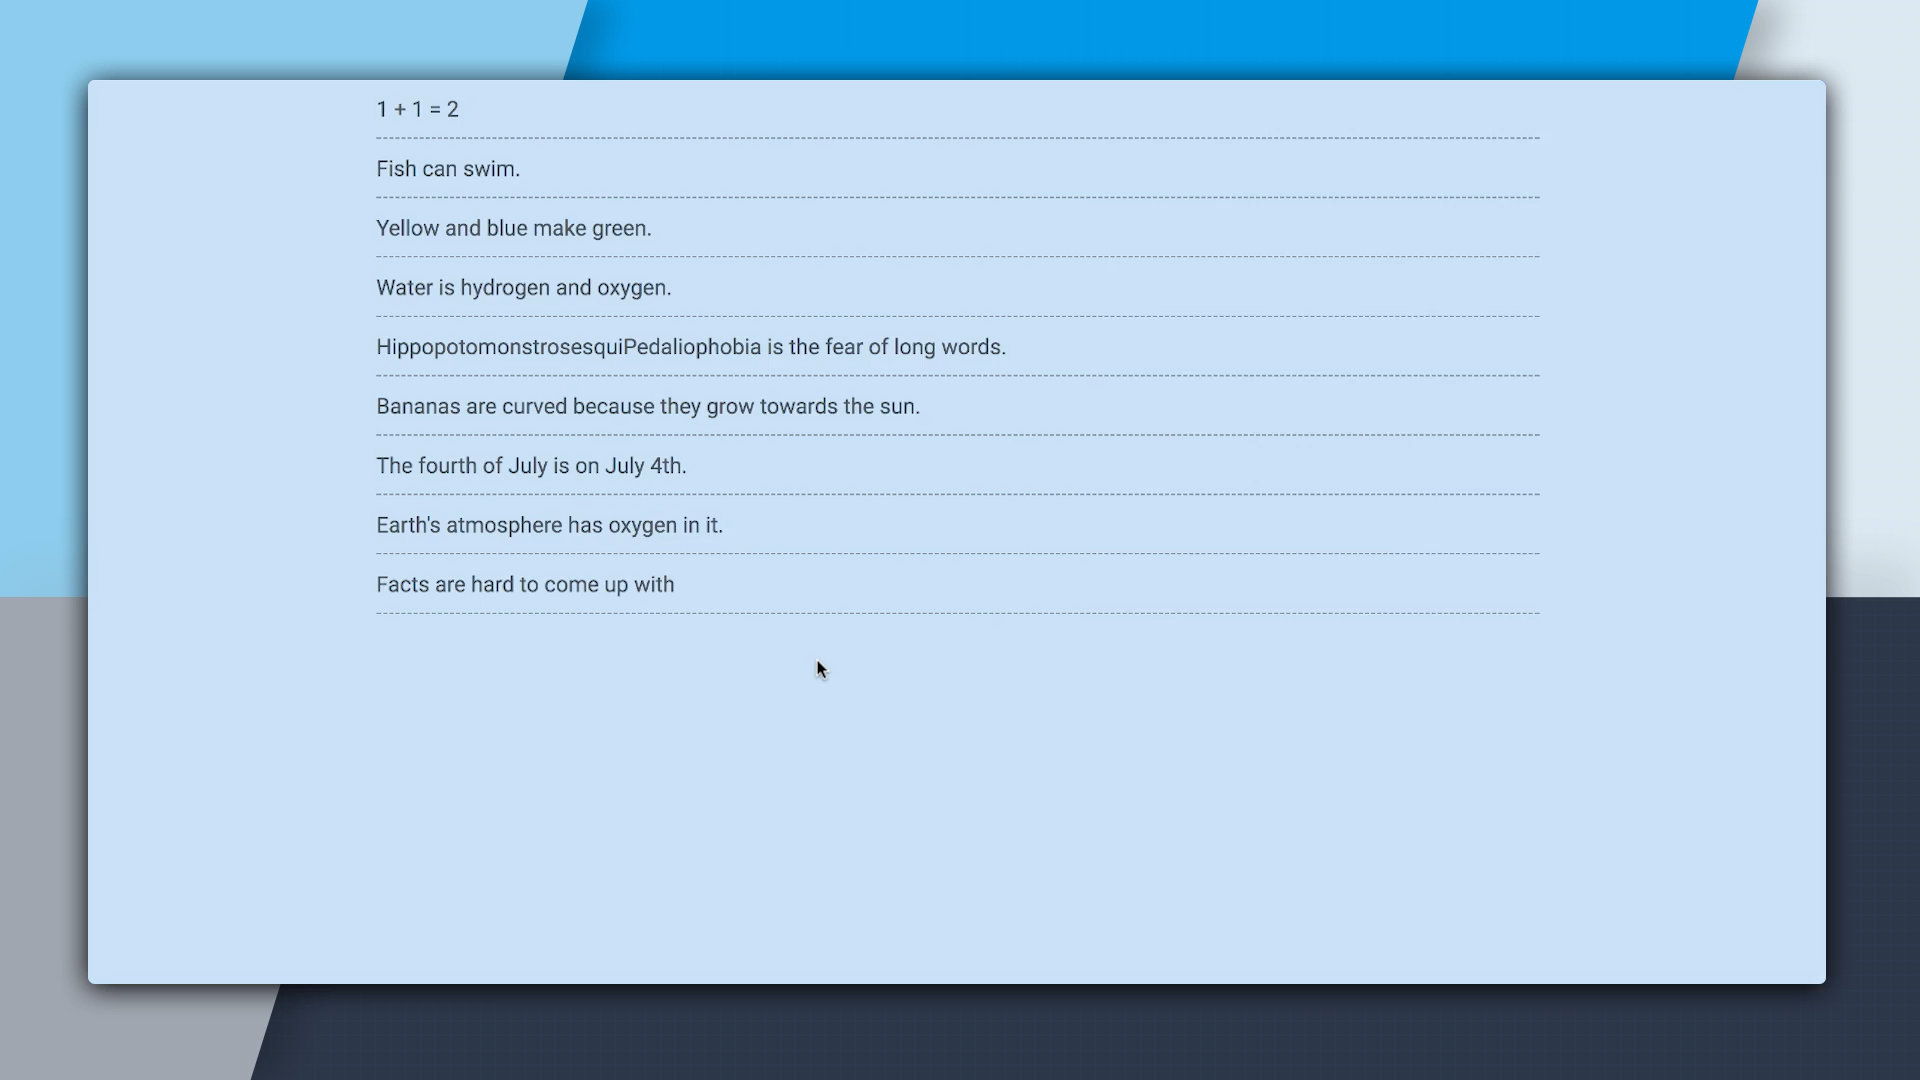 1 + 1 = 2
Fish can swim.
Yellow and blue make green.
Water is hydrogen and oxygen.
HippopotomonstrosesquiPedaliophobia is the fear of long words.
Bananas are curved because they grow towards the sun.
The fourth of July is on July 4th.
Earth's atmosphere has oxygen in it.
Facts are hard to come up with